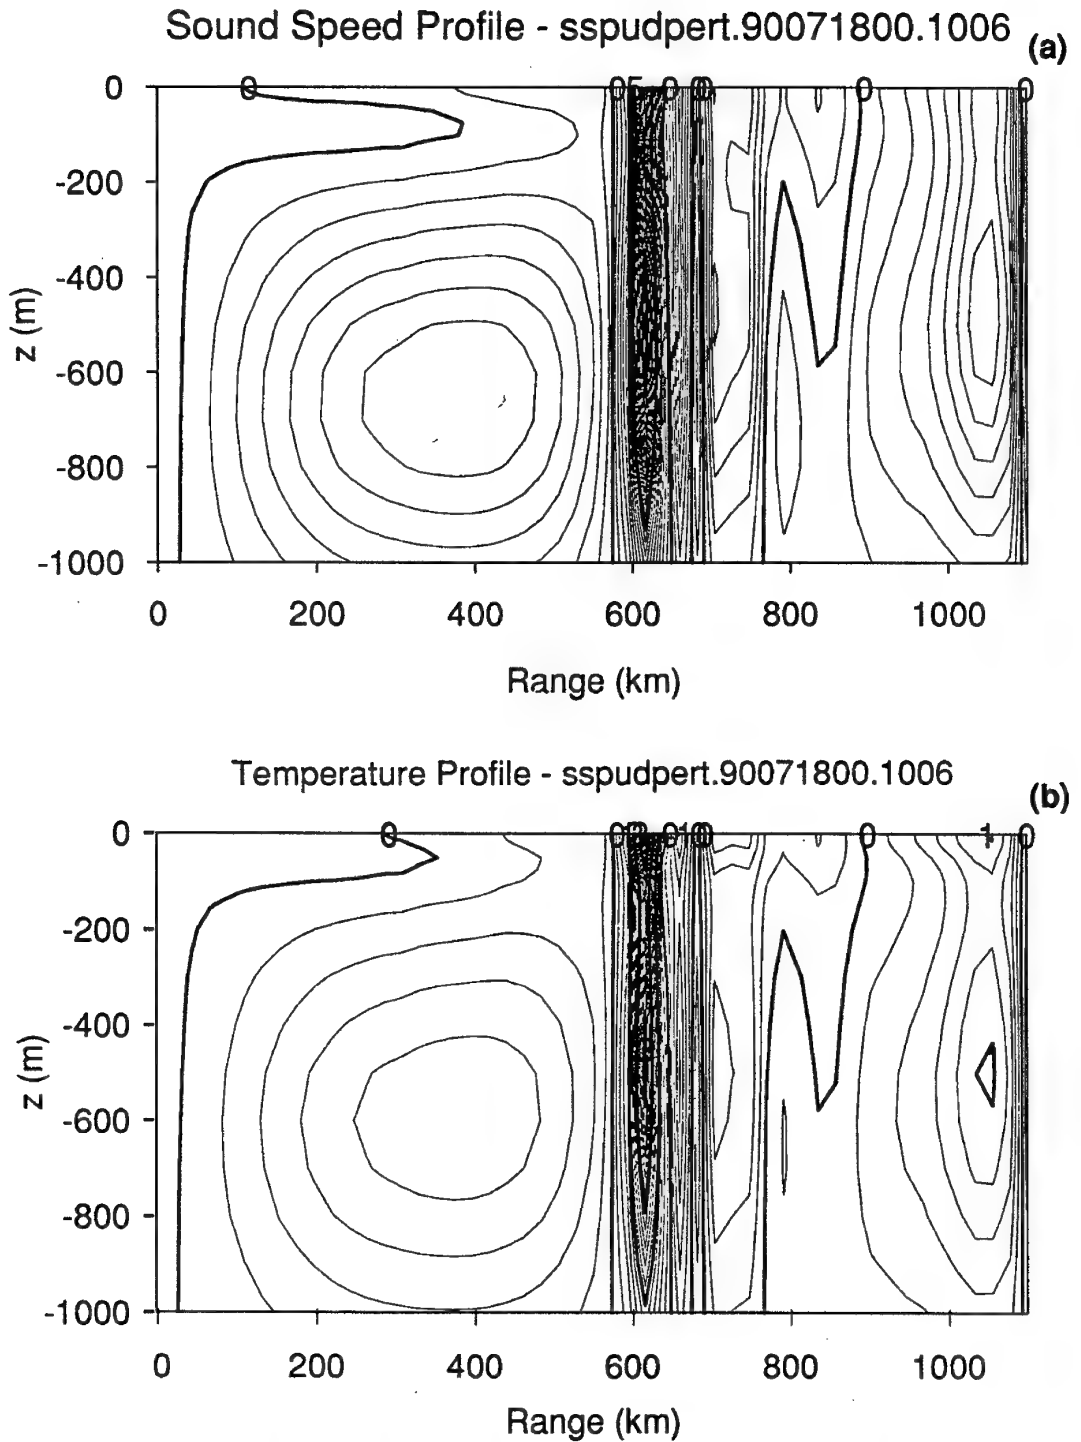 Sound Speed Profile - sspudpert.90071800.1006
(a)
0 0 0 0
0
-200
-400
-600
-800
-1000
z (m)
0 200 400 600 800 1000
Range (km)
Temperature Profile - sspudpert.90071800.1006
(b)
0 0 1 0
0
-200
-400
-600
-800
-1000
z (m)
0 200 400 600 800 1000
Range (km)